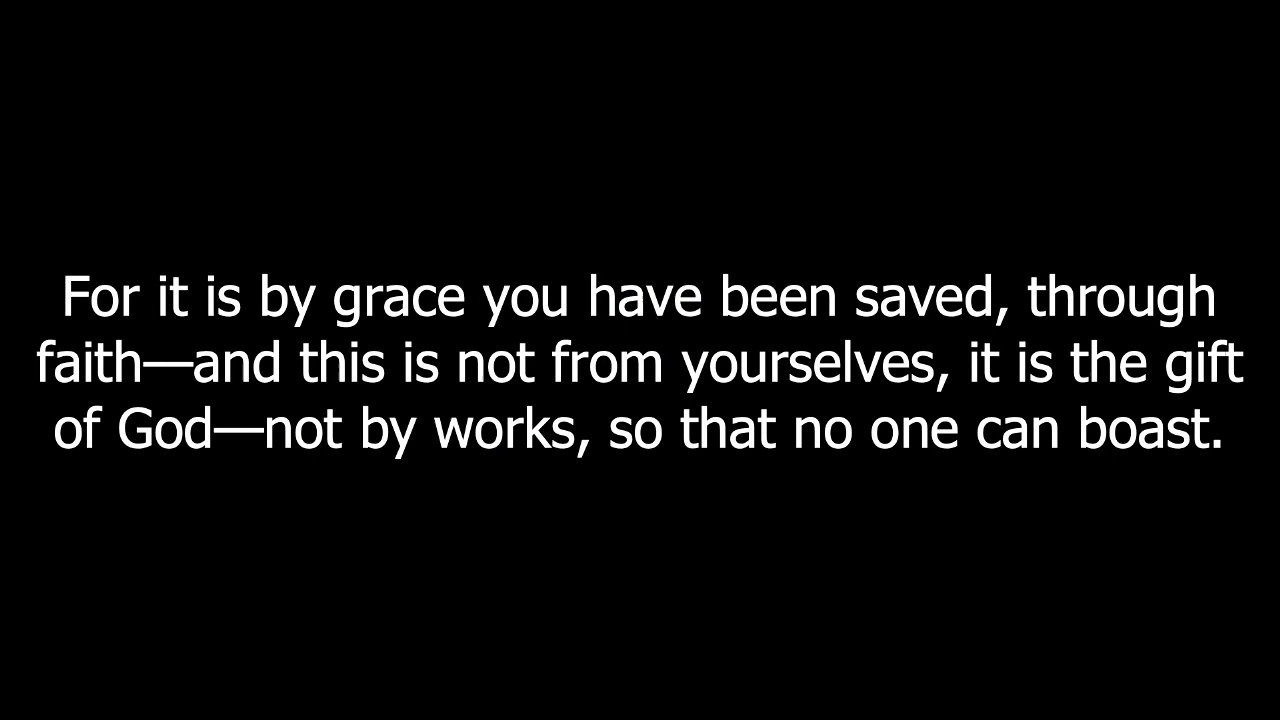 For it is by grace you have been saved, through
faith—and this is not from yourselves, it is the gift
of God—not by works, so that no one can boast.